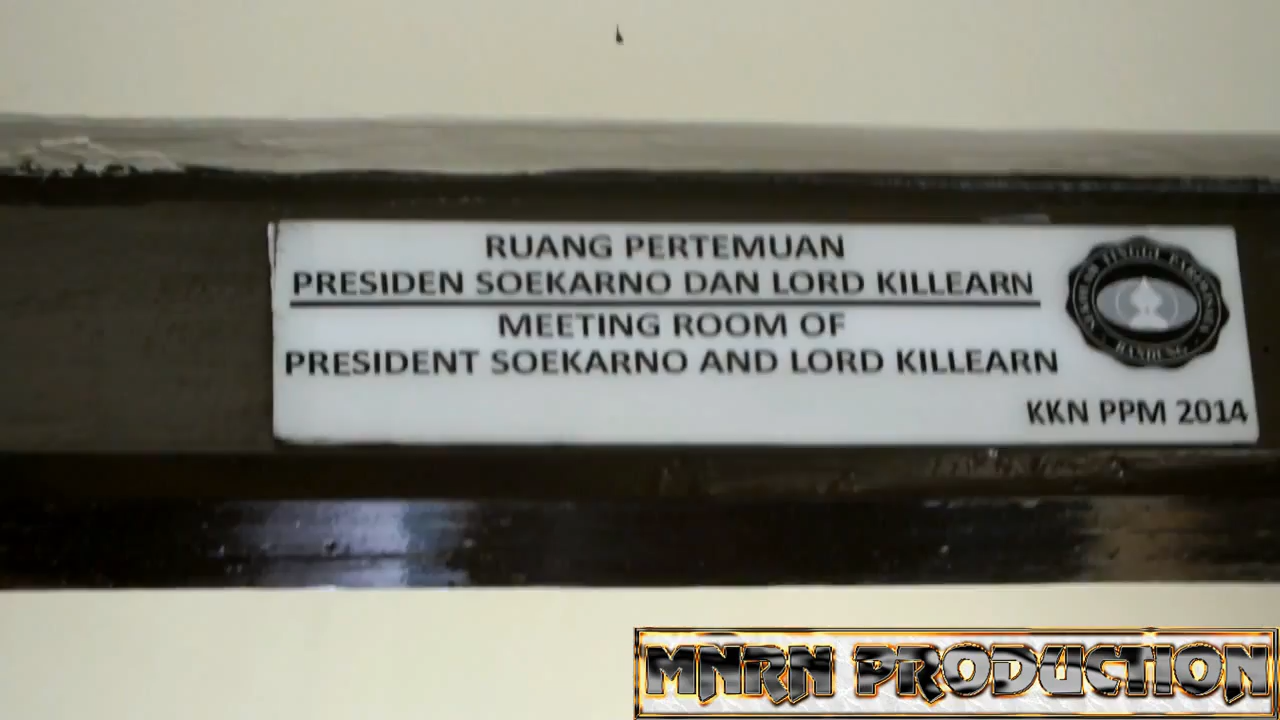 RUANG PERTEMUAN
PRESIDEN SOEKARNO DAN LORD KILLEARN
MEETING ROOM OF
PRESIDENT SOEKARNO AND LORD KILLEARN
BANDUNG
KKN PPM 2014
MNRN PRODUCTION